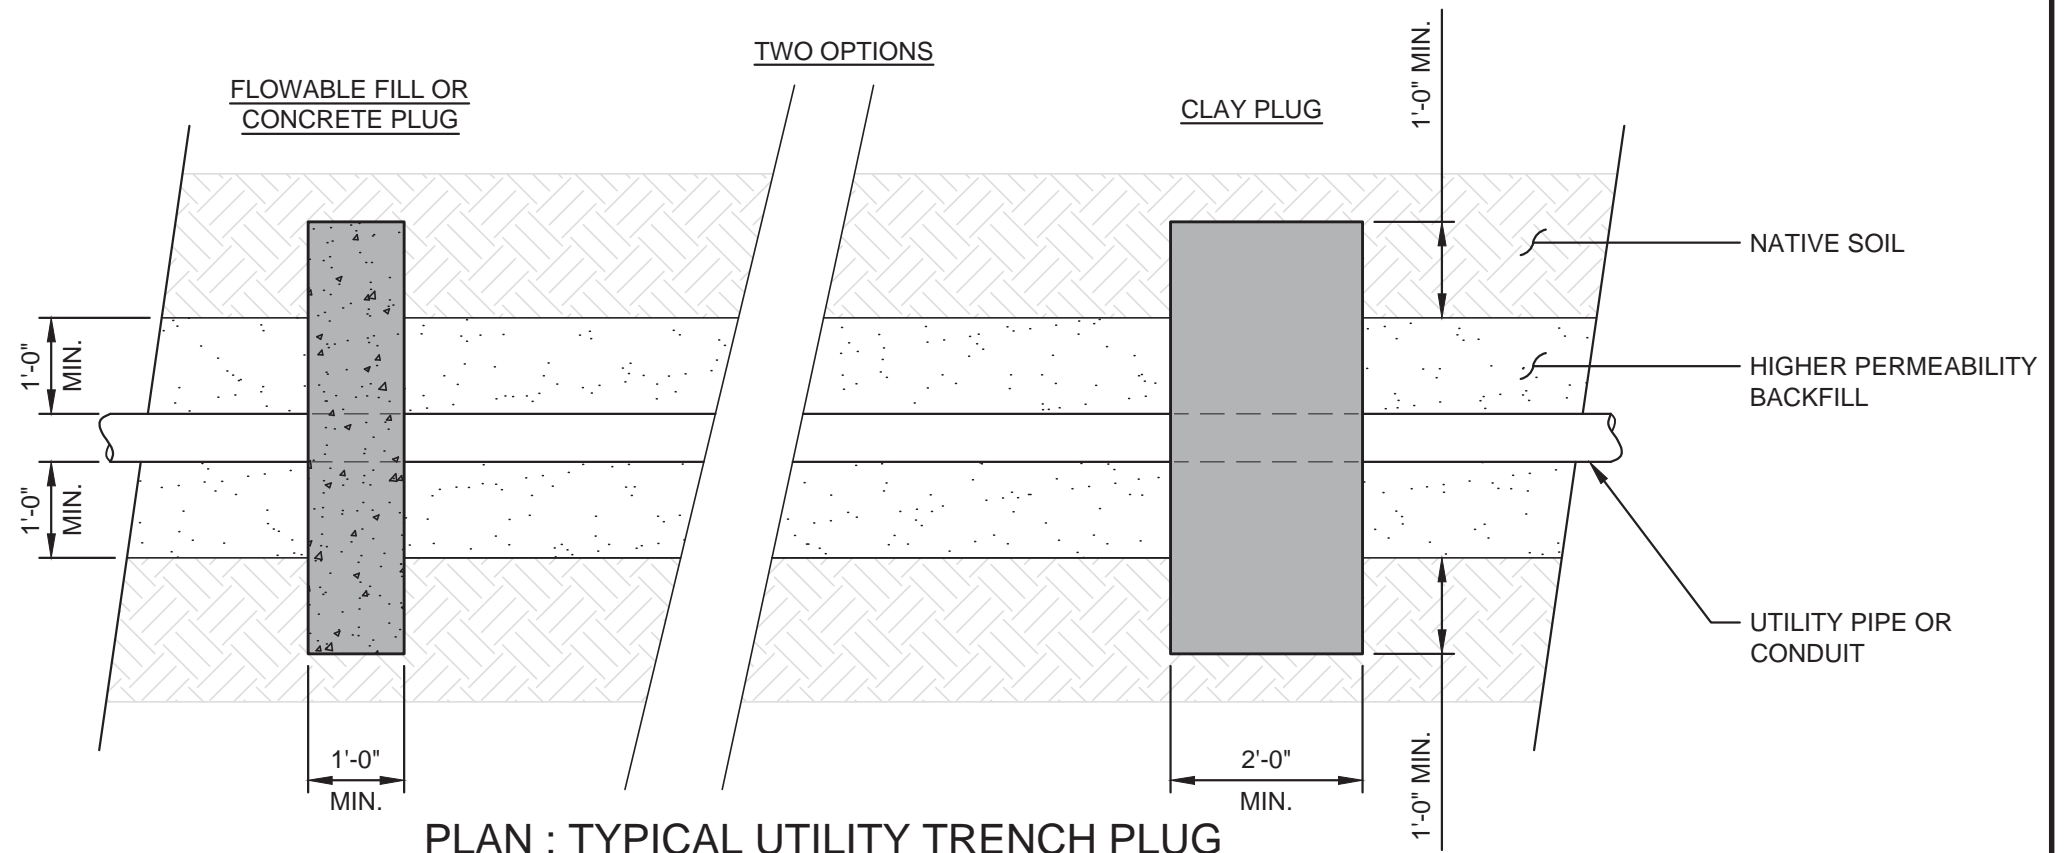 TWO OPTIONS
FLOWABLE FILL OR
CONCRETE PLUG
CLAY PLUG
1'-0" MIN.
NATIVE SOIL
1'-0"
MIN.
HIGHER PERMEABILITY
BACKFILL
1'-0"
MIN.
UTILITY PIPE OR
CONDUIT
1'-0"
MIN.
2'-0"
MIN.
1'-0" MIN.
PLAN : TYPICAL UTILITY TRENCH PLUG